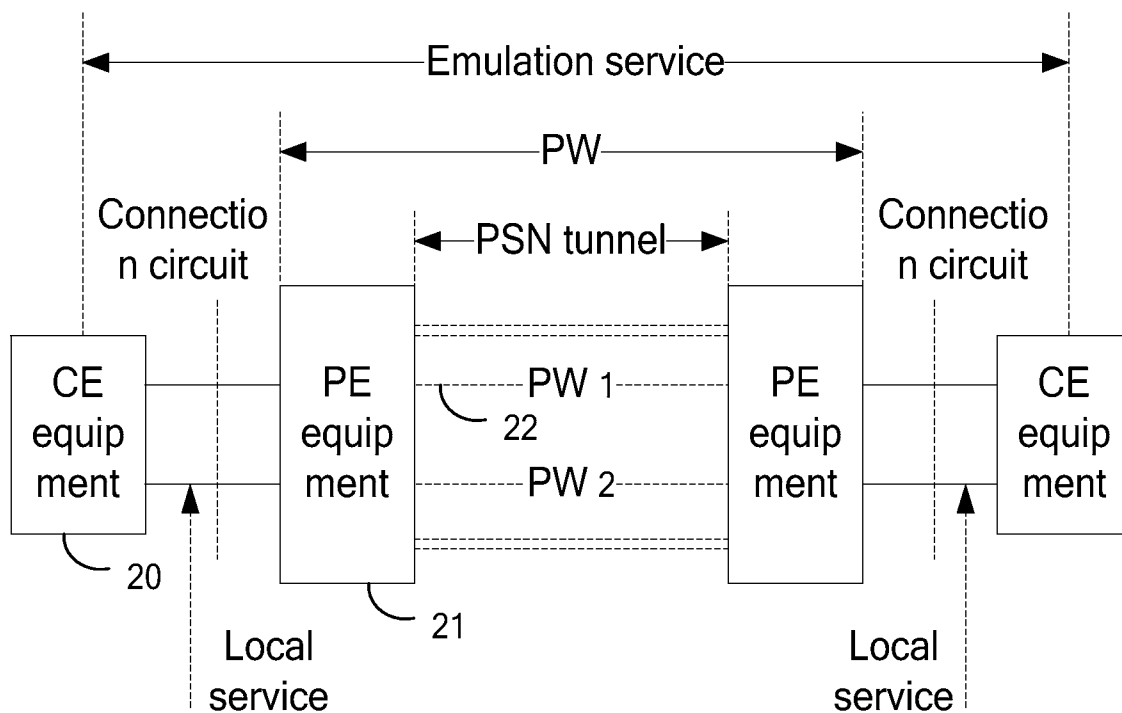 Emulation service
PW
Connectio
n circuit
PSN tunnel
Connectio
n circuit
CE
equip
ment
PE
equip
ment
PW 1
22
PW 2
PE
equip
ment
CE
equip
ment
20
21
Local
service
Local
service